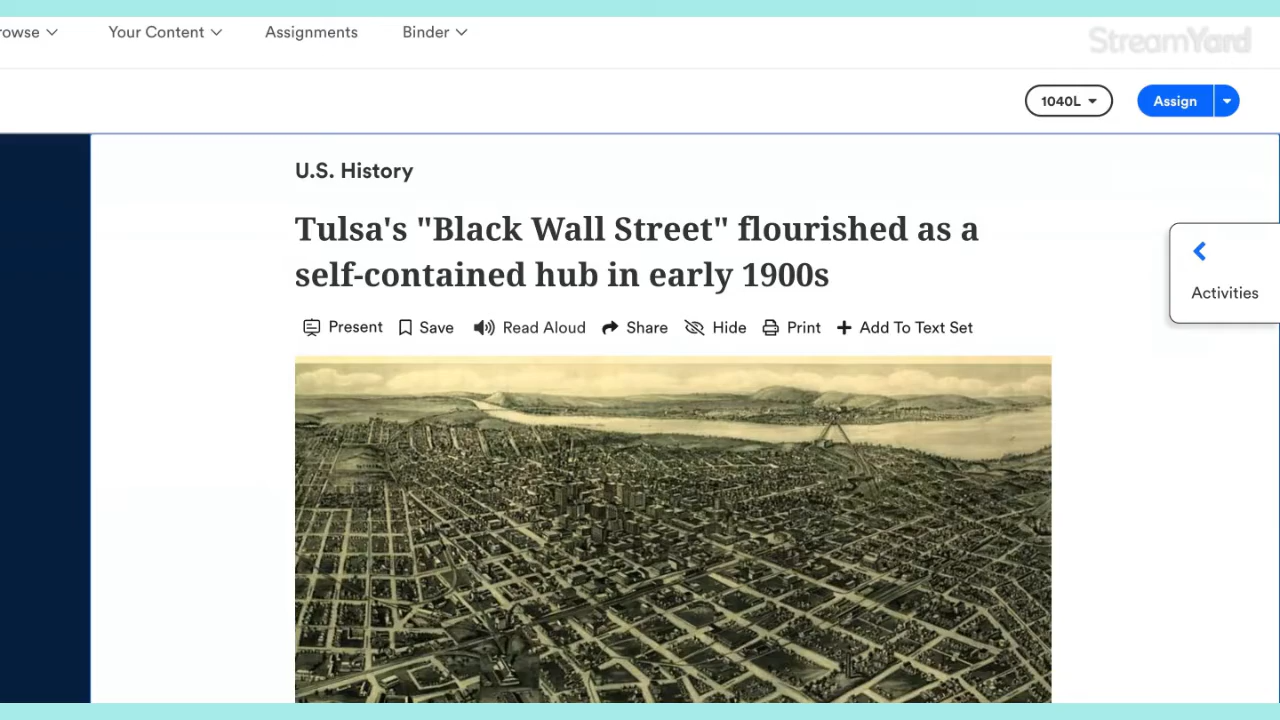 Your Content
Assignments
Binder
StreamYard
1040L
Assign
U.S. History
Tulsa's "Black Wall Street" flourished as a
self-contained hub in early 1900s
Present
Save
Read Aloud
Share
Hide
Print
Add To Text Set
Activities